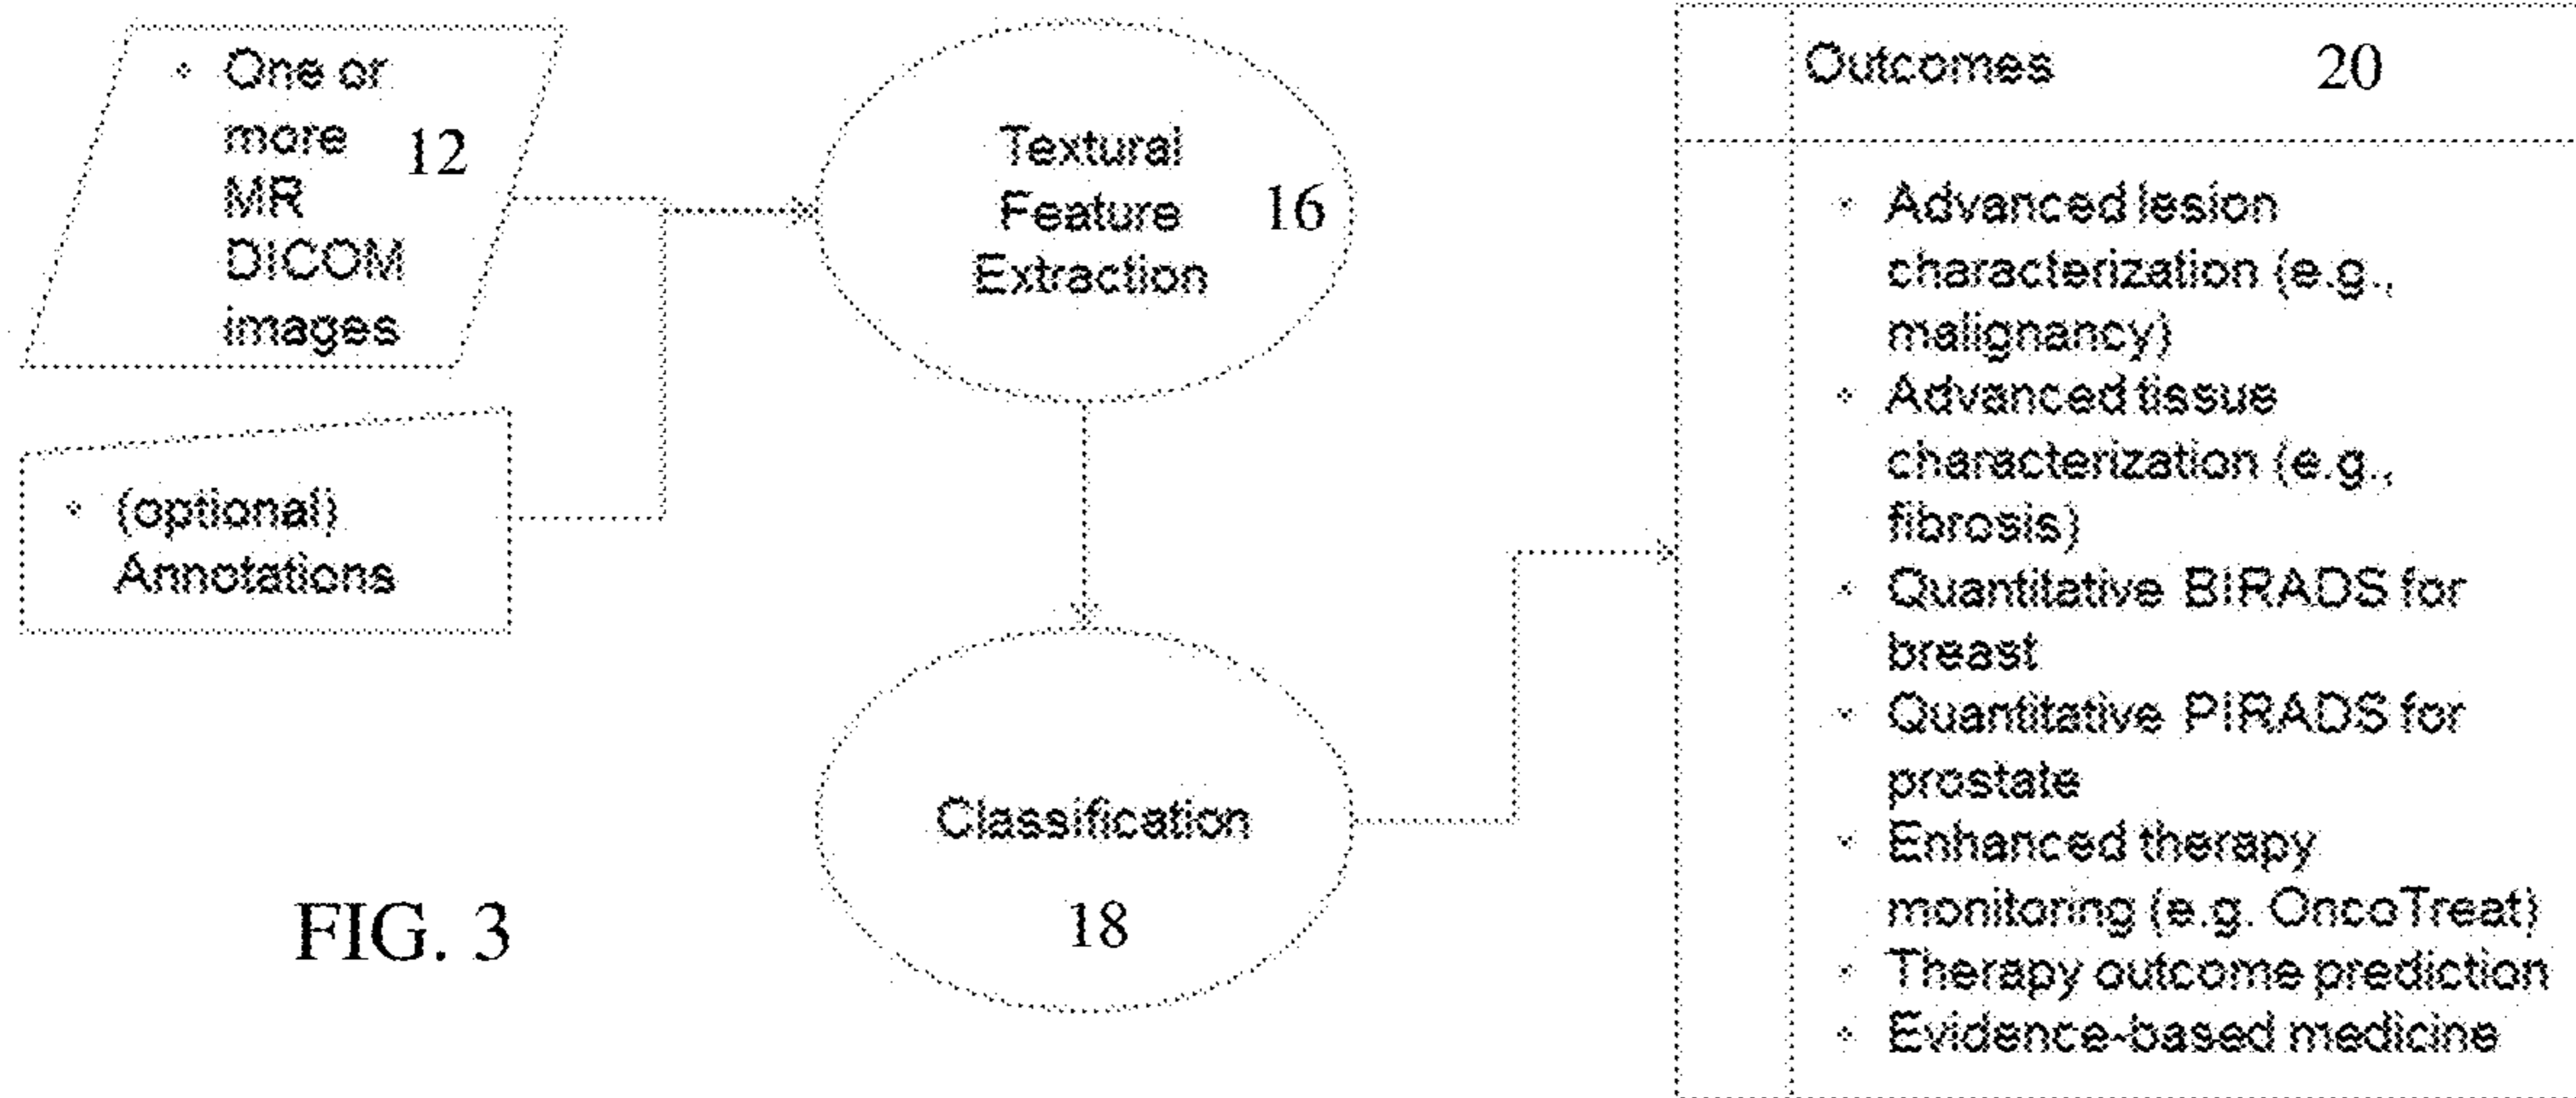 • One or
more 12
MR
DICOM
images
• (optional)
Annotations
Textural
Feature 16
Extraction
Classification
18
Outcomes 20
• Advanced lesion
characterization (e.g.,
malignancy)
• Advanced tissue
characterization (e.g.,
fibrosis)
• Quantitative BIRADS for
breast
• Quantitative PIRADS for
prostate
• Enhanced therapy
monitoring (e.g. OncoTreat)
• Therapy outcome prediction
• Evidence-based medicine
FIG. 3